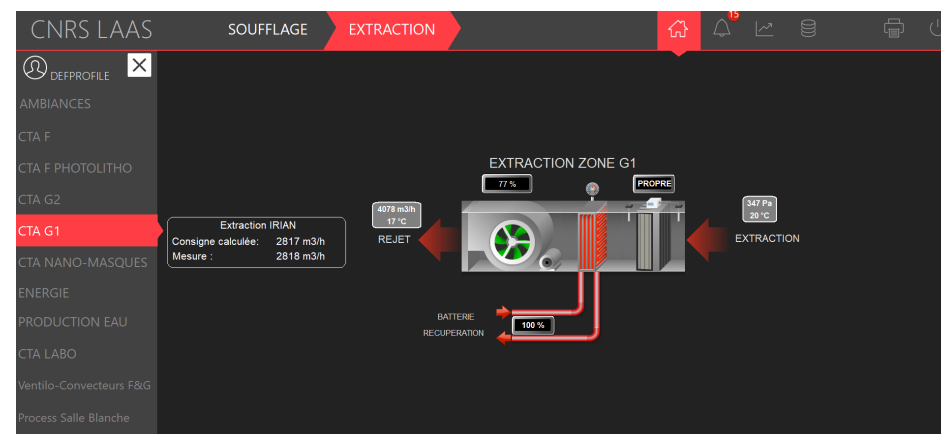 CNRS LAAS
SOUFFLAGE
EXTRACTION
15
DEFPROFILE
AMBIANCES
CTA F
CTA F PHOTOLITHO
CTA G2
CTA G1
CTA NANO-MASQUES
ENERGIE
PRODUCTION EAU
CTA LABO
Ventilo-Convecteurs F&G
Process Salle Blanche
EXTRACTION ZONE G1
77 %
PROPRE
4078 m3/h
17 °C
REJET
347 Pa
20 °C
EXTRACTION
Extraction IRIAN
Consigne calculée: 2817 m3/h
Mesure : 2818 m3/h
BATTERIE
RECUPERATION
100 %